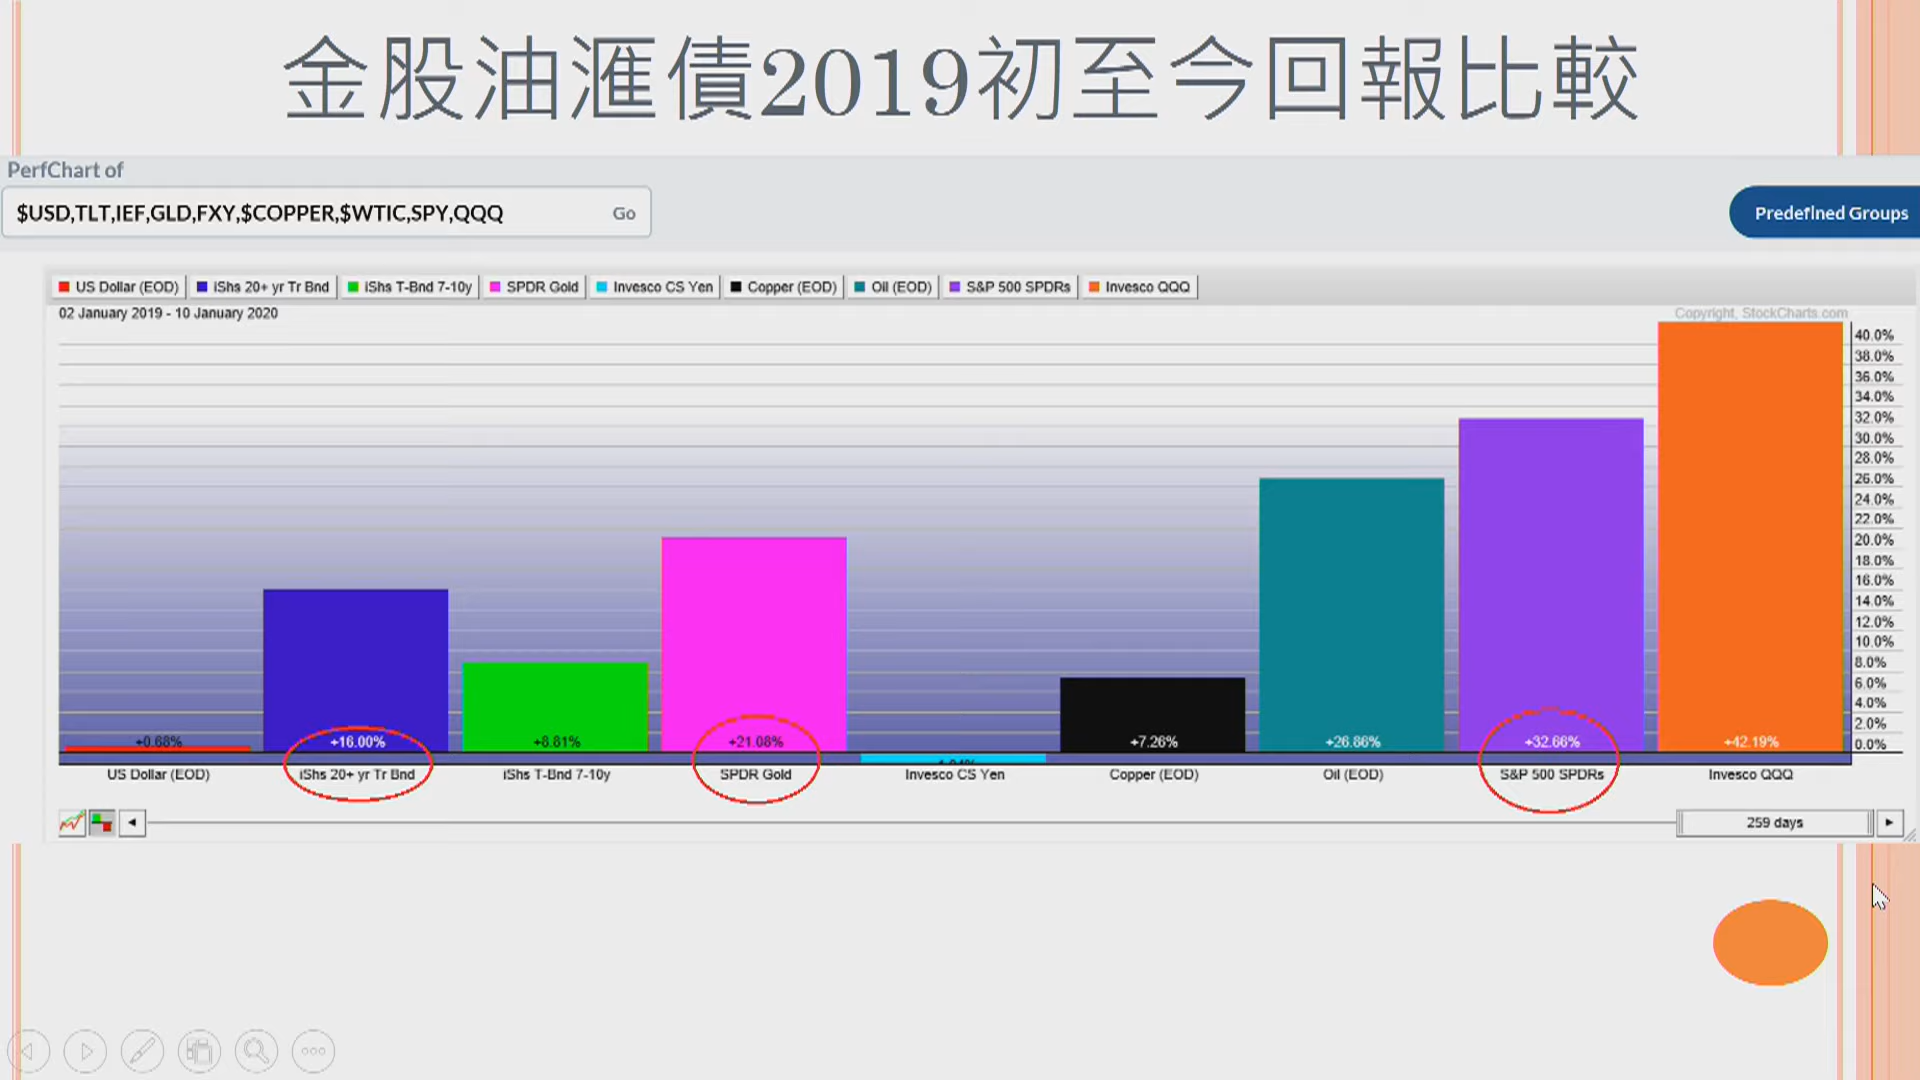 金股油滙債2019初至今回報比較
PerfChart of
$USD,TLT,IEF,GLD,FXY,$COPPER,$WTIC,SPY,QQQ Go Predefined Groups
US Dollar (EOD) iShs 20+ yr Tr Bnd iShs T-Bnd 7-10y SPDR Gold Invesco CS Yen Copper (EOD) Oil (EOD) S&P 500 SPDRs Invesco QQQ
02 January 2019 - 10 January 2020 Copyright, StockCharts.com
40.0%
38.0%
36.0%
34.0%
32.0%
30.0%
28.0%
26.0%
24.0%
22.0%
20.0%
18.0%
16.0%
14.0%
12.0%
10.0%
8.0%
6.0%
4.0%
2.0%
0.0%
+0.68% +16.00% +8.81% +21.08% +7.26% +26.86% +32.66% +42.19%
US Dollar (EOD) iShs 20+ yr Tr Bnd iShs T-Bnd 7-10y SPDR Gold Invesco CS Yen Copper (EOD) Oil (EOD) S&P 500 SPDRs Invesco QQQ
259 days